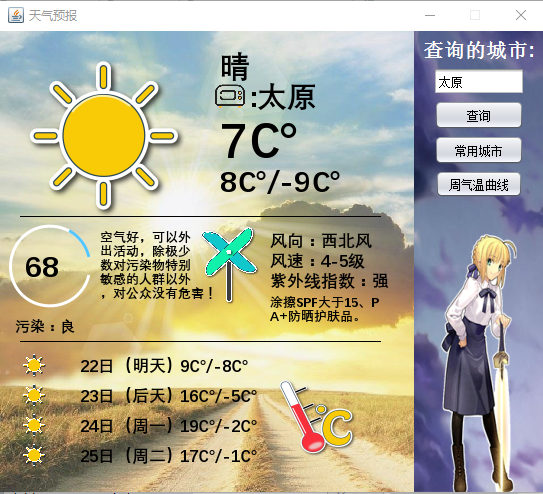 天气预报
晴
:太原
7C°
8C°/-9C°
68
空气好，可以外
出活动，除极少
数对污染物特别
敏感的人群以外
，对公众没有危害！
污染：良
风向：西北风
风速：4-5级
紫外线指数：强
涂擦SPF大于15、P
A+防晒护肤品。
22日（明天）9C°/-8C°
23日（后天）16C°/-5C°
24日（周一）19C°/-2C°
25日（周二）17C°/-1C°
°C
查询的城市:
太原
查询
常用城市
周气温曲线